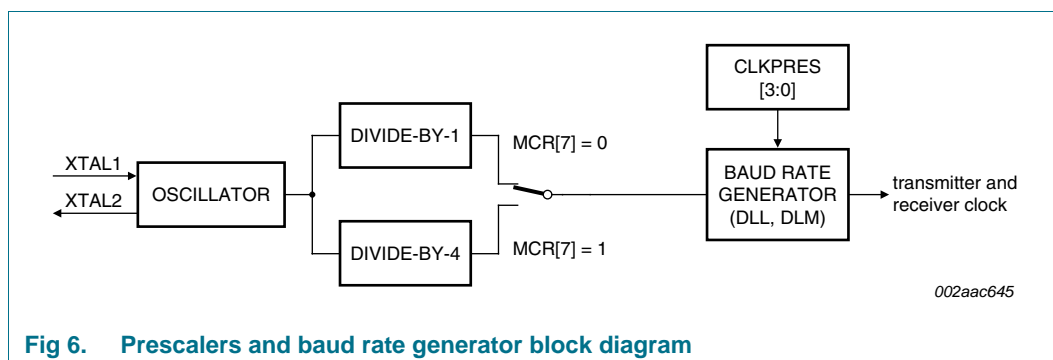 CLKPRES
[3:0]
DIVIDE-BY-1
MCR[7] = 0
XTAL1
XTAL2
OSCILLATOR
BAUD RATE
GENERATOR
(DLL, DLM)
transmitter and
receiver clock
DIVIDE-BY-4
MCR[7] = 1
002aac645
Fig 6. Prescalers and baud rate generator block diagram